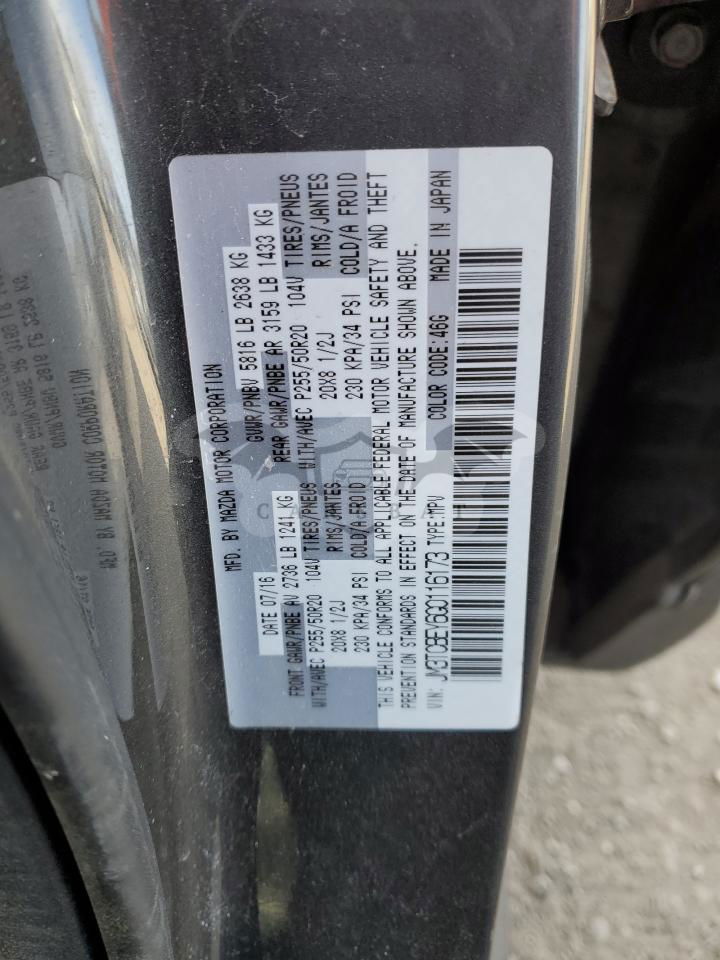 MFD. BY MAZDA MOTOR CORPORATION
DATE 07/16 GVWR/PNBV 5816 LB 2638 KG
FRONT GAWR/PNBE AV 2736 LB 1241 KG REAR GAWR/PNBE AR 3159 LB 1433 KG
WITH/AVEC P255/50R20 104V TIRES/PNEUS WITH/AVEC P255/50R20 104V TIRES/PNEUS
20X8 1/2J RIMS/JANTES 20X8 1/2J RIMS/JANTES
230 KPA/34 PSI COLD/A FROID 230 KPA/34 PSI COLD/A FROID
THIS VEHICLE CONFORMS TO ALL APPLICABLE FEDERAL MOTOR VEHICLE SAFETY AND THEFT
PREVENTION STANDARDS IN EFFECT ON THE DATE OF MANUFACTURE SHOWN ABOVE.
VIN: JM3TC9EY6G0116173 TYPE:MPV COLOR CODE:46G MADE IN JAPAN